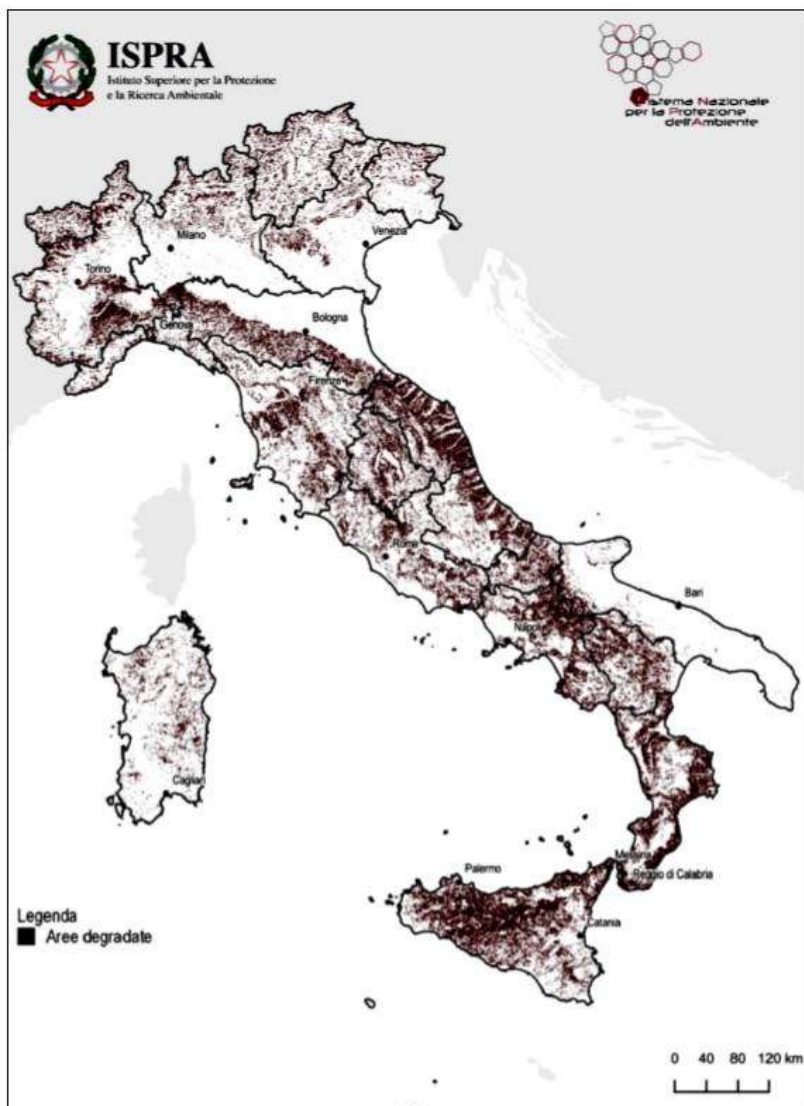 ISPRA
Istituto Superiore per la Protezione
e la Ricerca Ambientale
Sistema Nazionale
per la Protezione
dell'Ambiente
Milano
Venezia
Torino
Genova
Bologna
Firenze
Roma
Bari
Napoli
Cagliari
Palermo
Messina
Reggio di Calabria
Catania
Legenda
Aree degradate
0 40 80 120 km